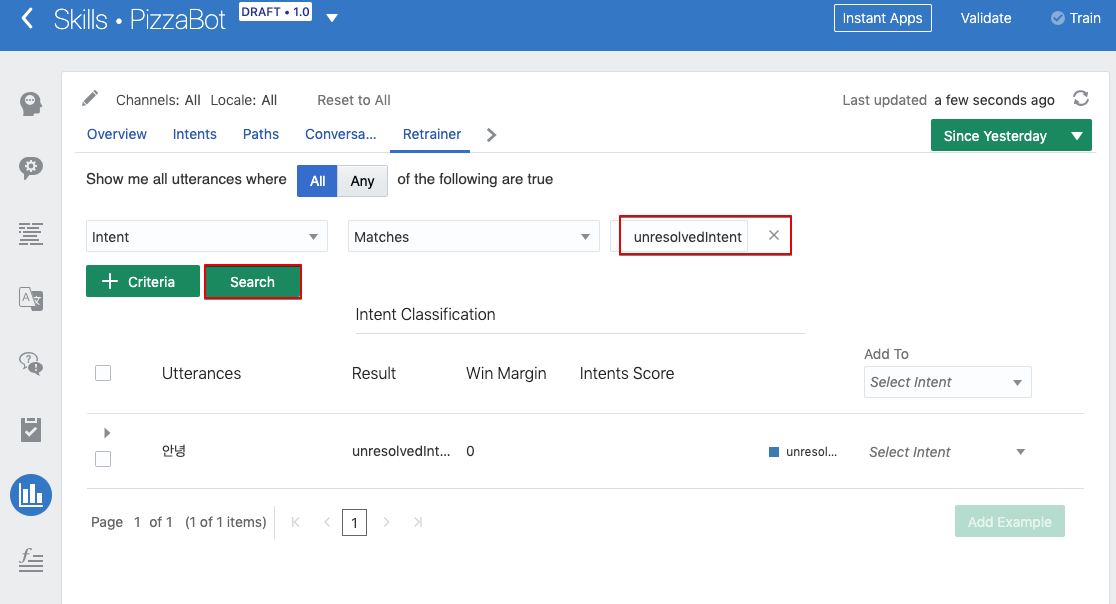 Skills • PizzaBot DRAFT • 1.0 Instant Apps Validate Train
Channels: All Locale: All Reset to All Last updated a few seconds ago
Overview Intents Paths Conversa... Retrainer Since Yesterday
Show me all utterances where All Any of the following are true
Intent Matches unresolvedIntent
Criteria Search
Intent Classification
Add To
Utterances Result Win Margin Intents Score Select Intent
안녕 unresolvedInt... 0 unresol... Select Intent
Page 1 of 1 (1 of 1 items) 1 Add Example